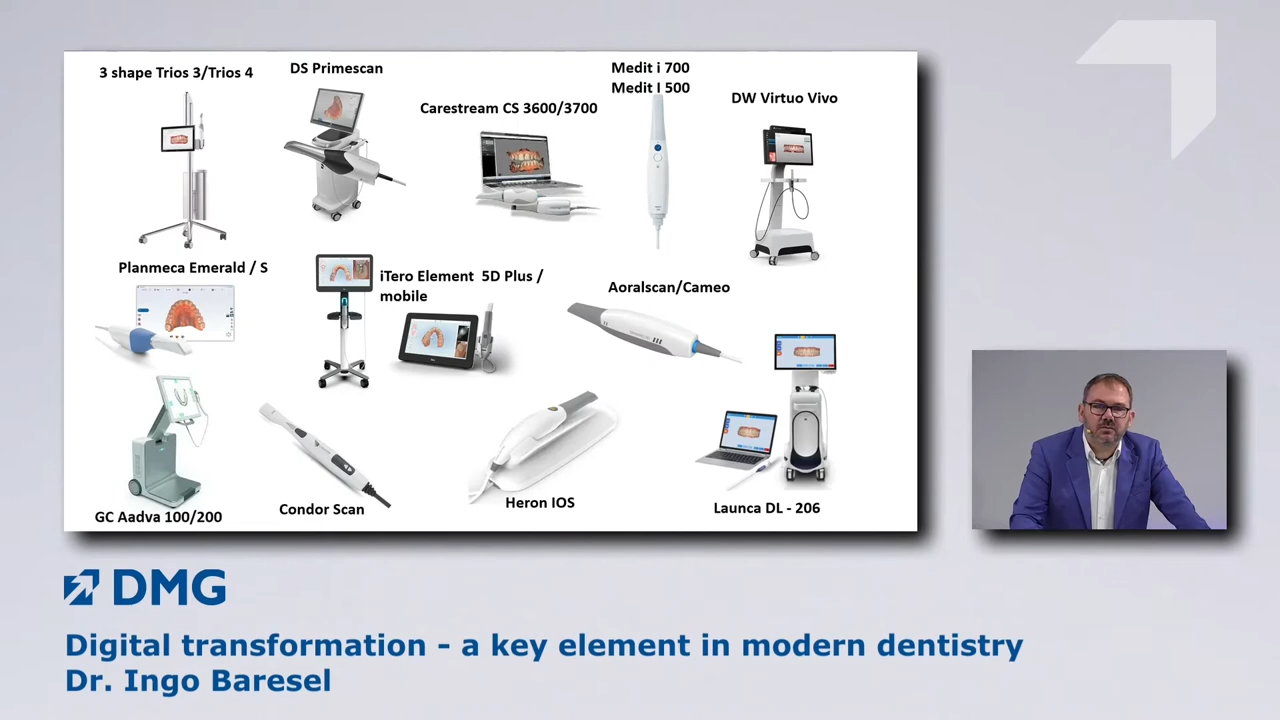 3 shape Trios 3/Trios 4
DS Primescan
Carestream CS 3600/3700
Medit i 700
Medit I 500
DW Virtuo Vivo
Planmeca Emerald / S
iTero Element 5D Plus /
mobile
Aoralscan/Cameo
GC Aadva 100/200
Condor Scan
Heron IOS
Launca DL - 206
DMG
Digital transformation - a key element in modern dentistry
Dr. Ingo Baresel